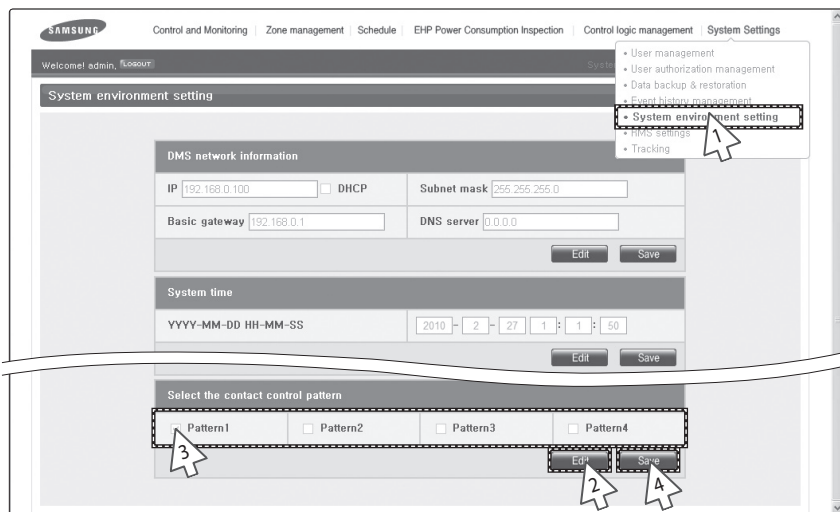 SAMSUNG
Control and Monitoring | Zone management | Schedule | EHP Power Consumption Inspection | Control logic management | System Settings
Welcome! admin, LOGOUT
• User management
• User authorization management
• Data backup & restoration
• Event history management
• System environment setting
• RMS settings
• Tracking
System environment setting
1
DMS network information
IP 192.168.0.100 DHCP Subnet mask 255.255.255.0
Basic gateway 192.168.0.1 DNS server 0.0.0.0
Edit Save
System time
YYYY-MM-DD HH-MM-SS 2010 - 2 - 27 1 : 1 : 50
Edit Save
Select the contact control pattern
Pattern1 Pattern2 Pattern3 Pattern4
3
Edit Save
2 4